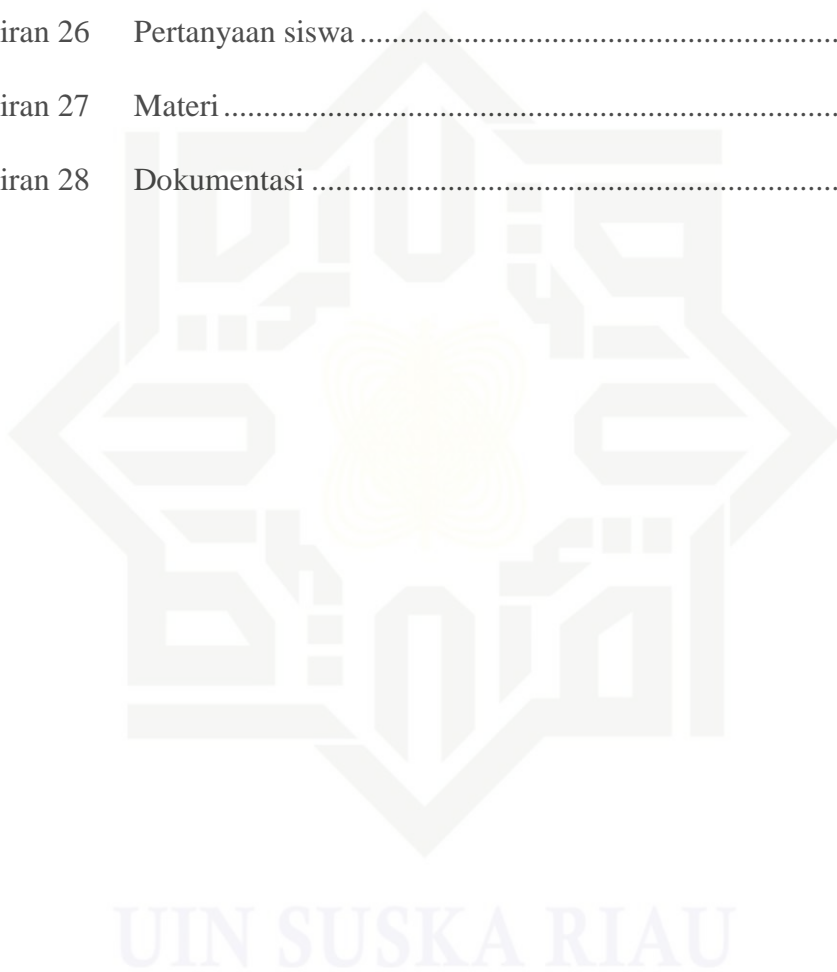 iran 26 Pertanyaan siswa ............................................................
iran 27 Materi ..............................................................................
iran 28 Dokumentasi ...................................................................
UIN SUSKA RIAU